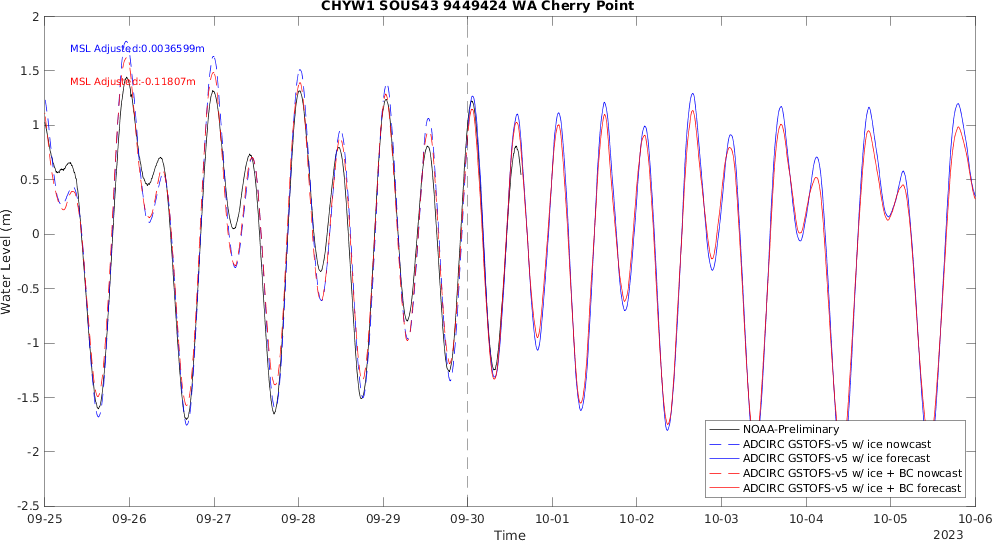 CHYW1 SOUS43 9449424 WA Cherry Point
MSL Adjusted:0.0036599m
MSL Adjusted:-0.11807m
Water Level (m)
2
1.5
1
0.5
0
-0.5
-1
-1.5
-2
-2.5
NOAA-Preliminary
ADCIRC GSTOFS-v5 w/ ice nowcast
ADCIRC GSTOFS-v5 w/ ice forecast
ADCIRC GSTOFS-v5 w/ ice + BC nowcast
ADCIRC GSTOFS-v5 w/ ice + BC forecast
09-25 09-26 09-27 09-28 09-29 09-30 10-01 10-02 10-03 10-04 10-05 10-06
Time
2023